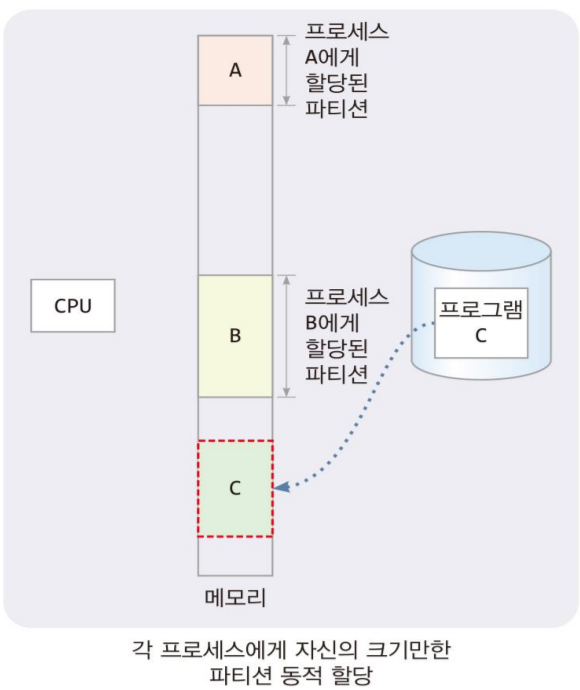 프로세스
A에게
할당된
파티션
A
CPU
B
프로세스
B에게
할당된
파티션
프로그램
C
C
메모리
각 프로세스에게 자신의 크기만한
파티션 동적 할당